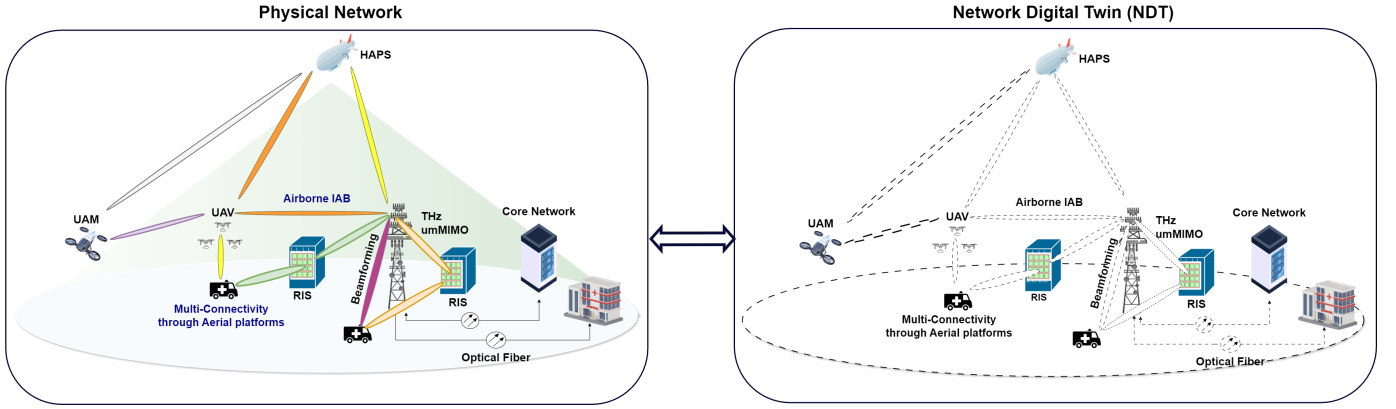 Physical Network
HAPS
Airborne IAB
UAV
UAM
THz
umMIMO
Core Network
Beamforming
RIS
RIS
Multi-Connectivity
through Aerial platforms
Optical Fiber
Network Digital Twin (NDT)
HAPS
Airborne IAB
UAV
UAM
THz
umMIMO
Core Network
Beamforming
RIS
RIS
Multi-Connectivity
through Aerial platforms
Optical Fiber